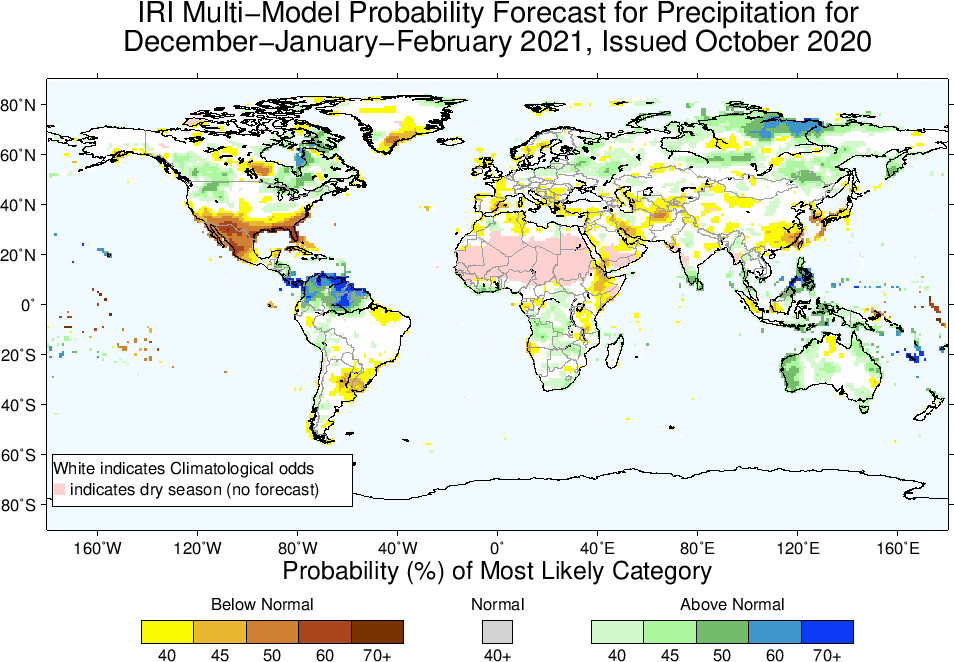 IRI Multi−Model Probability Forecast for Precipitation for
December−January−February 2021, Issued October 2020
80˚N
60˚N
40˚N
20˚N
0˚
20˚S
40˚S
60˚S
80˚S
White indicates Climatological odds
indicates dry season (no forecast)
160˚W 120˚W 80˚W 40˚W 0˚ 40˚E 80˚E 120˚E 160˚E
Probability (%) of Most Likely Category
Below Normal Normal Above Normal
40 45 50 60 70+ 40+ 40 45 50 60 70+